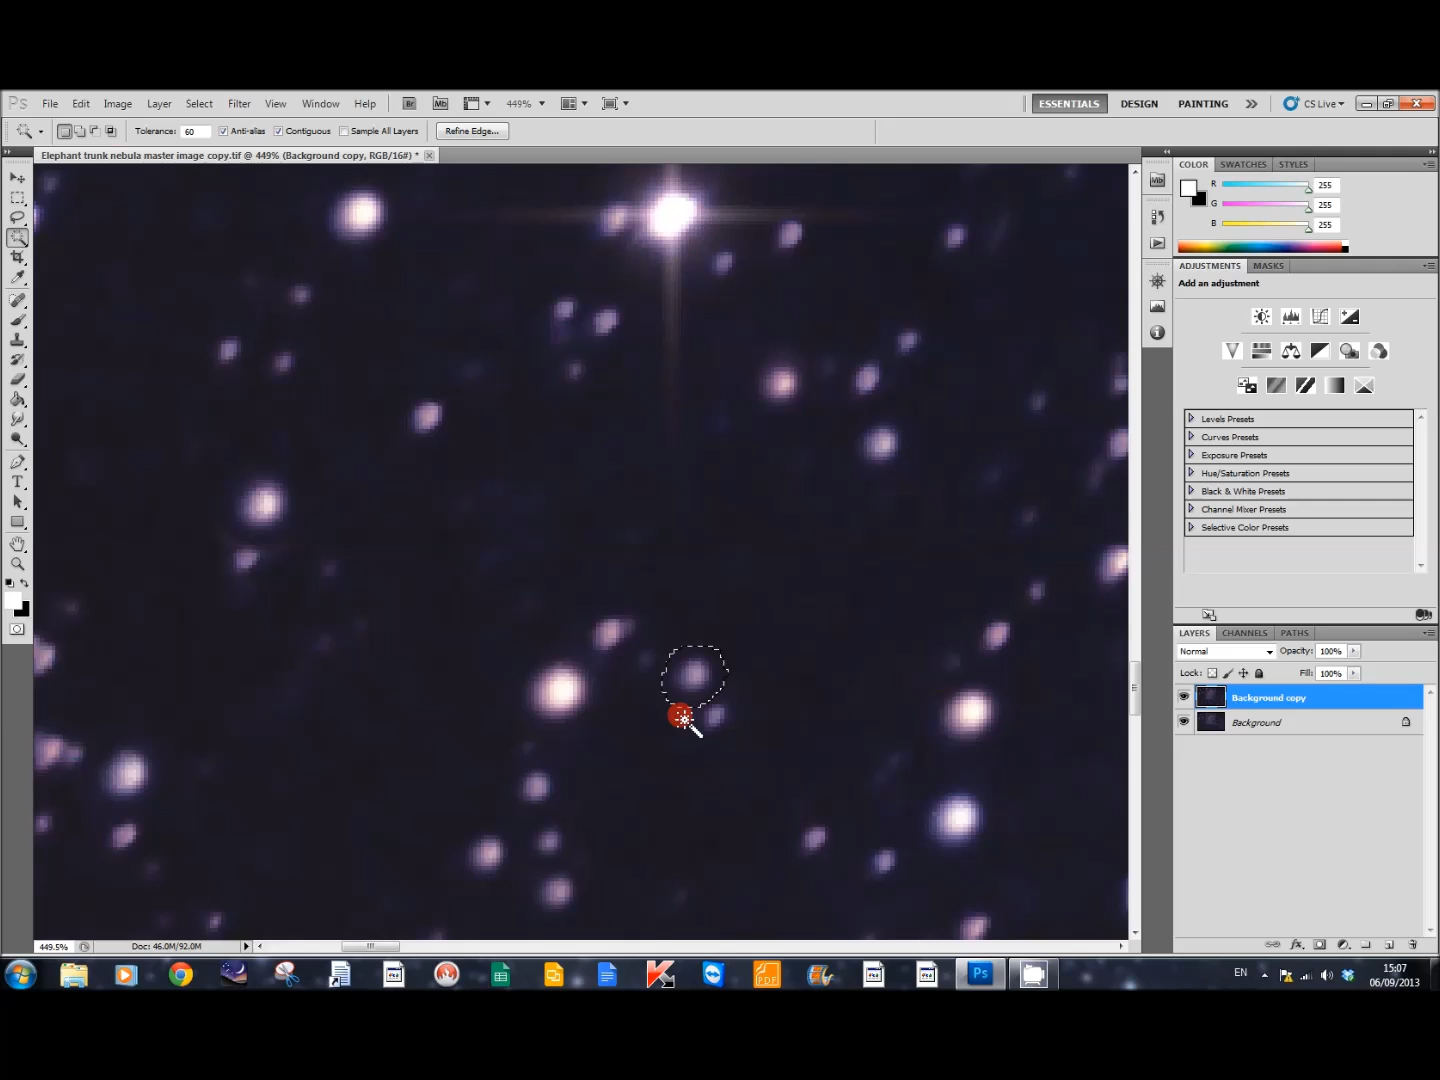 Ps File Edit Image Layer Select Filter View Window Help Br Mb 449% ESSENTIALS DESIGN PAINTING CS Live
Tolerance: 60 Anti-alias Contiguous Sample All Layers Refine Edge...
Elephant trunk nebula master image copy.tif @ 449% (Background copy, RGB/16#) *
COLOR SWATCHES STYLES
Mb
R 255
G 255
B 255
ADJUSTMENTS MASKS
Add an adjustment
Levels Presets
Curves Presets
Exposure Presets
Hue/Saturation Presets
Black & White Presets
Channel Mixer Presets
Selective Color Presets
LAYERS CHANNELS PATHS
Normal Opacity: 100%
Lock: Fill: 100%
Background copy
Background
449.5% Doc: 46.0M/92.0M
Ps EN 15:07
06/09/2013